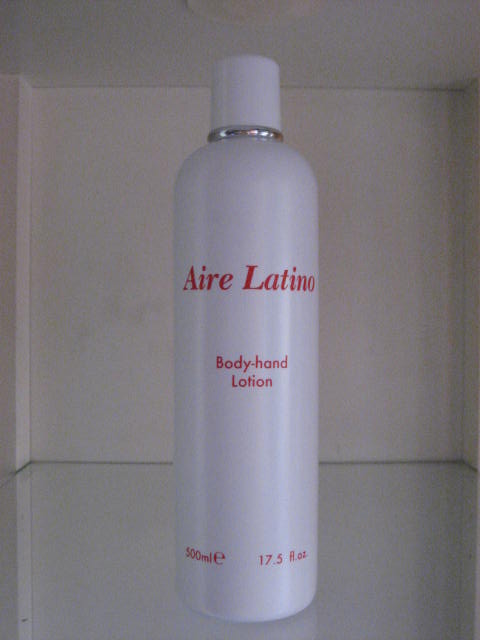 Aire Latino
Body-hand
Lotion
500ml℮ 17.5 fl.oz.